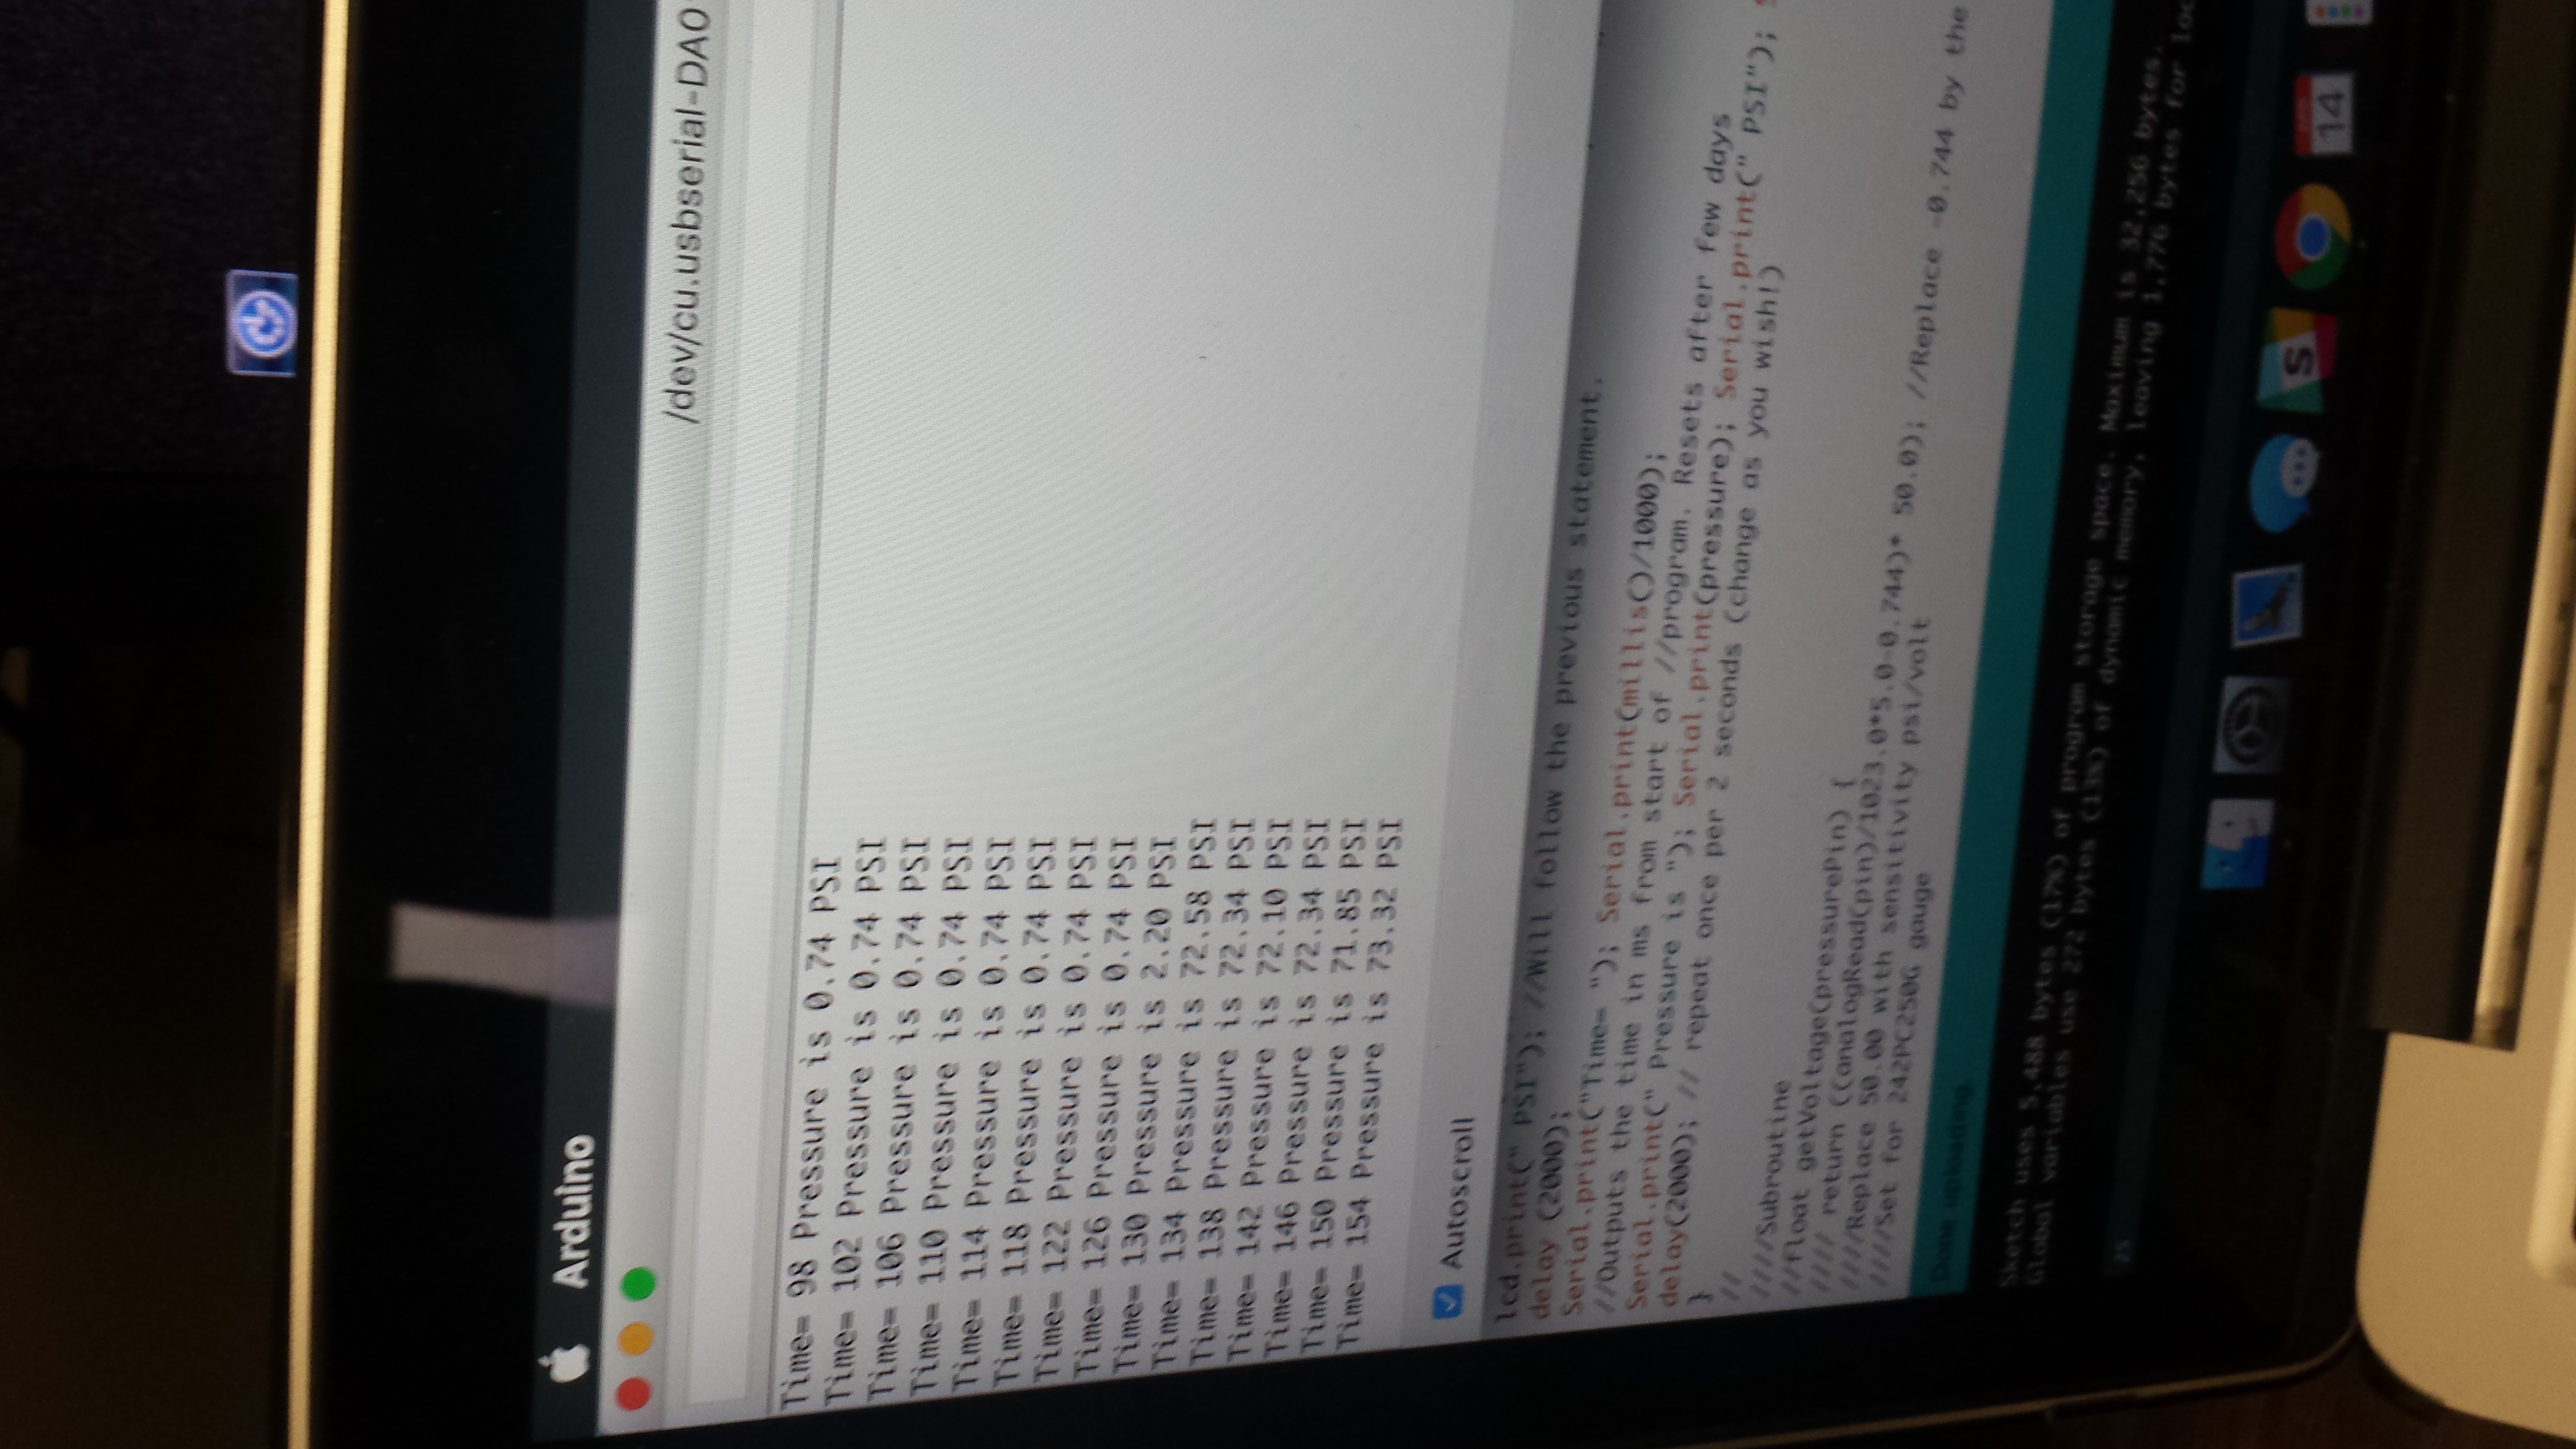 Arduino
/dev/cu.usbserial-DA01
Time= 98 Pressure is 0.74 PSI
Time= 102 Pressure is 0.74 PSI
Time= 106 Pressure is 0.74 PSI
Time= 110 Pressure is 0.74 PSI
Time= 114 Pressure is 0.74 PSI
Time= 118 Pressure is 0.74 PSI
Time= 122 Pressure is 0.74 PSI
Time= 126 Pressure is 0.74 PSI
Time= 130 Pressure is 2.20 PSI
Time= 134 Pressure is 72.58 PSI
Time= 138 Pressure is 72.34 PSI
Time= 142 Pressure is 72.10 PSI
Time= 146 Pressure is 72.34 PSI
Time= 150 Pressure is 71.85 PSI
Time= 154 Pressure is 73.32 PSI
Autoscroll
lcd.print(" PSI"); //Will follow the previous statement.
delay (2000);
Serial.print("Time= "); Serial.print(millis()/1000);
//Outputs the time in ms from start of //program. Resets after few days
Serial.print(" Pressure is "); Serial.print(pressure); Serial.print(" PSI");
delay(2000); // repeat once per 2 seconds (change as you wish!)
}
//
////Subroutine
//float getVoltage(pressurePin) {
//// return ((analogRead(pin)/1023.0*5.0-0.744)* 50.0); //Replace -0.744 by the
////Replace 50.00 with sensitivity psi/volt
////Set for 242PC250G gauge
Done uploading.
Sketch uses 5,488 bytes (17%) of program storage space. Maximum is 32,256 bytes.
Global variables use 272 bytes (13%) of dynamic memory, leaving 1,776 bytes for loc
25
S
14